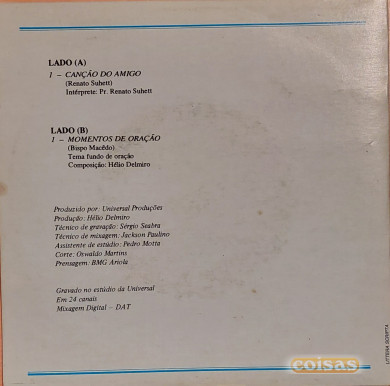 LADO (A)
1 – CANÇÃO DO AMIGO
(Renato Suhett)
Intérprete: Pr. Renato Suhett
LADO (B)
1 – MOMENTOS DE ORAÇÃO
(Bispo Macêdo)
Tema fundo de oração
Composição: Hélio Delmiro
Produzido por: Universal Produções
Produção: Hélio Delmiro
Técnico de gravação: Sérgio Seabra
Técnico de mixagem: Jackson Paulino
Assistente de estúdio: Pedro Motta
Corte: Oswaldo Martins
Prensagem: BMG Ariola
Gravado no estúdio da Universal
Em 24 canais
Mixagem Digital – DAT
coisas